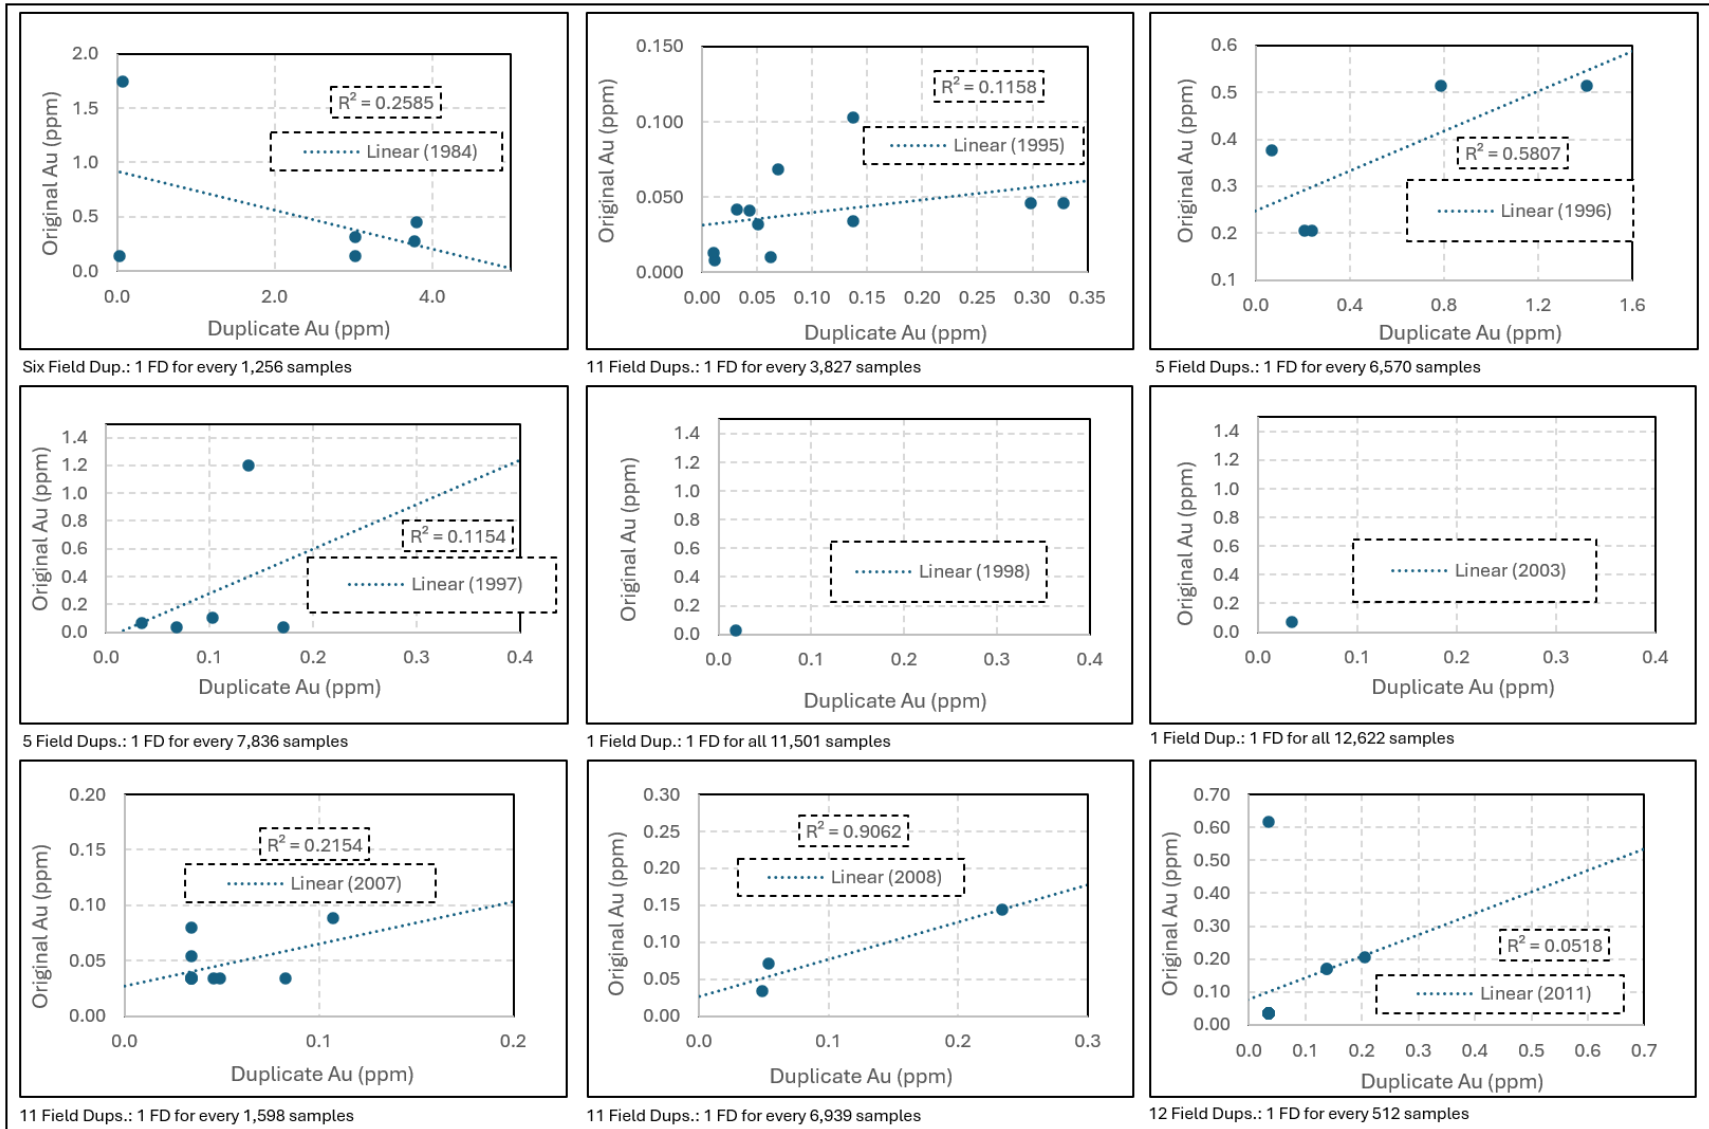 2.0
1.5
1.0
0.5
0.0
0.0 2.0 4.0
Original Au (ppm)
Duplicate Au (ppm)
R² = 0.2585
Linear (1984)
Six Field Dup.: 1 FD for every 1,256 samples
0.150
0.100
0.050
0.000
0.00 0.05 0.10 0.15 0.20 0.25 0.30 0.35
Original Au (ppm)
Duplicate Au (ppm)
R² = 0.1158
Linear (1995)
11 Field Dups.: 1 FD for every 3,827 samples
0.6
0.5
0.4
0.3
0.2
0.1
0.0 0.4 0.8 1.2 1.6
Original Au (ppm)
Duplicate Au (ppm)
R² = 0.5807
Linear (1996)
5 Field Dups.: 1 FD for every 6,570 samples
1.4
1.2
1.0
0.8
0.6
0.4
0.2
0.0
0.0 0.1 0.2 0.3 0.4
Original Au (ppm)
Duplicate Au (ppm)
R² = 0.1154
Linear (1997)
5 Field Dups.: 1 FD for every 7,836 samples
1.4
1.2
1.0
0.8
0.6
0.4
0.2
0.0
0.0 0.1 0.2 0.3 0.4
Original Au (ppm)
Duplicate Au (ppm)
Linear (1998)
1 Field Dup.: 1 FD for all 11,501 samples
1.4
1.2
1.0
0.8
0.6
0.4
0.2
0.0
0.0 0.1 0.2 0.3 0.4
Original Au (ppm)
Duplicate Au (ppm)
Linear (2003)
1 Field Dup.: 1 FD for all 12,622 samples
0.20
0.15
0.10
0.05
0.00
0.0 0.1 0.2
Original Au (ppm)
Duplicate Au (ppm)
R² = 0.2154
Linear (2007)
11 Field Dups.: 1 FD for every 1,598 samples
0.30
0.25
0.20
0.15
0.10
0.05
0.00
0.0 0.1 0.2 0.3
Original Au (ppm)
Duplicate Au (ppm)
R² = 0.9062
Linear (2008)
11 Field Dups.: 1 FD for every 6,939 samples
0.70
0.60
0.50
0.40
0.30
0.20
0.10
0.00
0.0 0.1 0.2 0.3 0.4 0.5 0.6 0.7
Original Au (ppm)
Duplicate Au (ppm)
R² = 0.0518
Linear (2011)
12 Field Dups.: 1 FD for every 512 samples